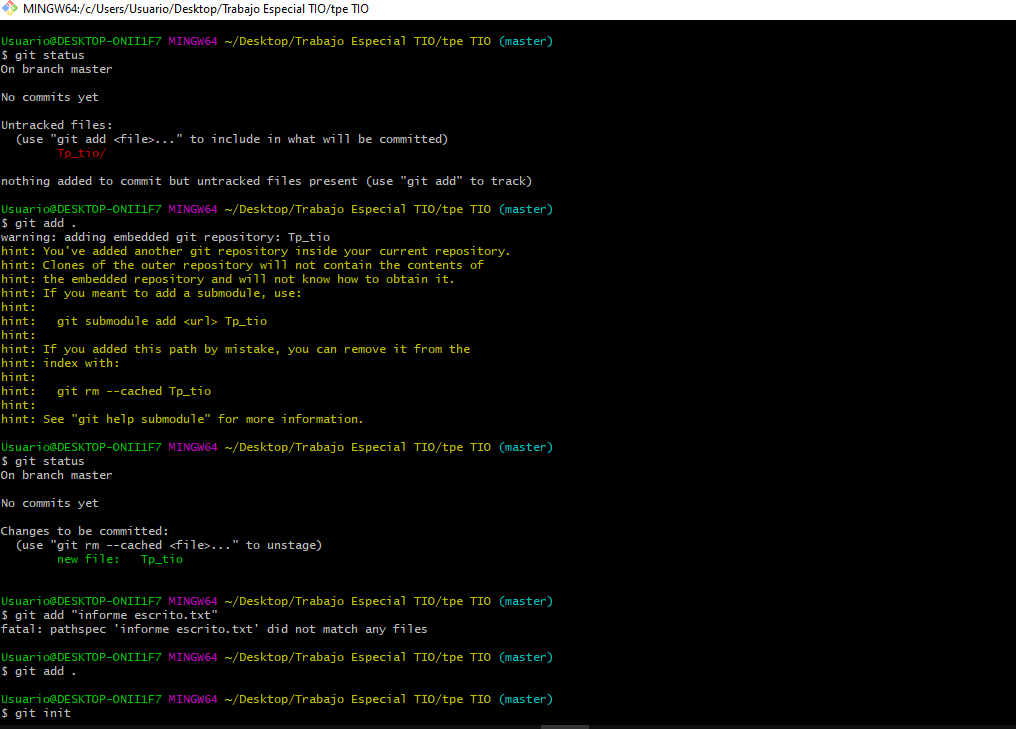 MINGW64:/c/Users/Usuario/Desktop/Trabajo Especial TIO/tpe TIO
Usuario@DESKTOP-ONII1F7 MINGW64 ~/Desktop/Trabajo Especial TIO/tpe TIO (master)
$ git status
On branch master
No commits yet
Untracked files:
(use "git add <file>..." to include in what will be committed)
Tp_tio/
nothing added to commit but untracked files present (use "git add" to track)
Usuario@DESKTOP-ONII1F7 MINGW64 ~/Desktop/Trabajo Especial TIO/tpe TIO (master)
$ git add .
warning: adding embedded git repository: Tp_tio
hint: You've added another git repository inside your current repository.
hint: Clones of the outer repository will not contain the contents of
hint: the embedded repository and will not know how to obtain it.
hint: If you meant to add a submodule, use:
hint:
hint:   git submodule add <url> Tp_tio
hint:
hint: If you added this path by mistake, you can remove it from the
hint: index with:
hint:
hint:   git rm --cached Tp_tio
hint:
hint: See "git help submodule" for more information.
Usuario@DESKTOP-ONII1F7 MINGW64 ~/Desktop/Trabajo Especial TIO/tpe TIO (master)
$ git status
On branch master
No commits yet
Changes to be committed:
(use "git rm --cached <file>..." to unstage)
new file:   Tp_tio
Usuario@DESKTOP-ONII1F7 MINGW64 ~/Desktop/Trabajo Especial TIO/tpe TIO (master)
$ git add "informe escrito.txt"
fatal: pathspec 'informe escrito.txt' did not match any files
Usuario@DESKTOP-ONII1F7 MINGW64 ~/Desktop/Trabajo Especial TIO/tpe TIO (master)
$ git add .
Usuario@DESKTOP-ONII1F7 MINGW64 ~/Desktop/Trabajo Especial TIO/tpe TIO (master)
$ git init